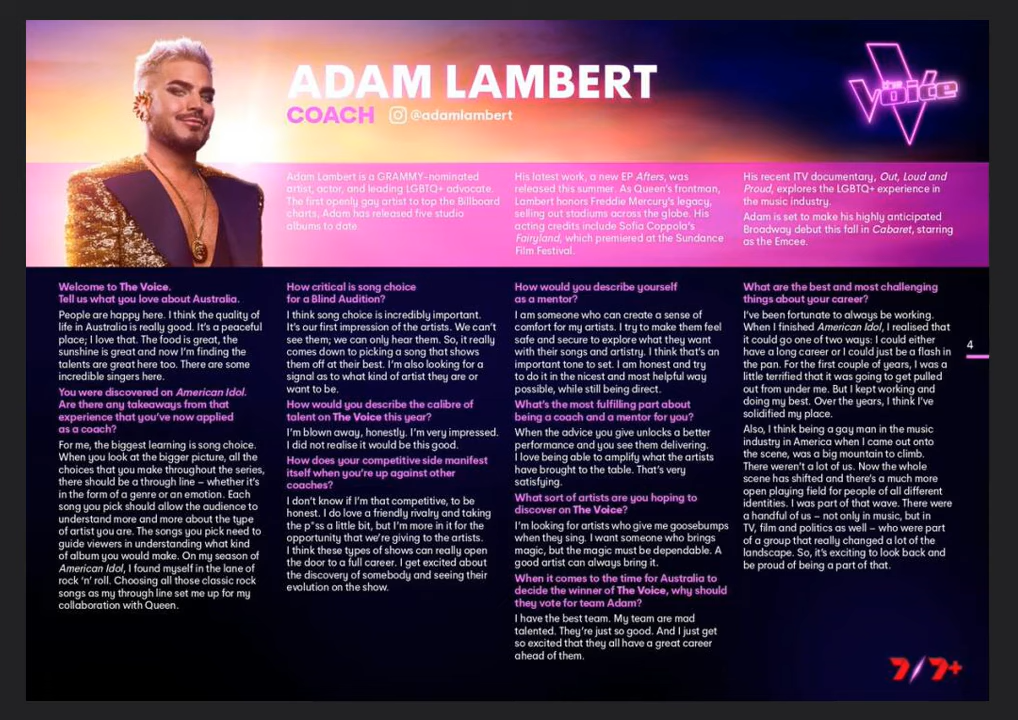 ADAM LAMBERT
COACH @adamlambert
The Voice
Adam Lambert is a GRAMMY-nominated
artist, actor, and leading LGBTQ+ advocate.
The first openly gay artist to top the Billboard
charts, Adam has released five studio
albums to date.
His latest work, a new EP Afters, was
released this summer. As Queen's frontman,
Lambert honors Freddie Mercury's legacy,
selling out stadiums across the globe. His
acting credits include Sofia Coppola's
Fairyland, which premiered at the Sundance
Film Festival.
His recent ITV documentary, Out, Loud and
Proud, explores the LGBTQ+ experience in
the music industry.
Adam is set to make his highly anticipated
Broadway debut this fall in Cabaret, starring
as the Emcee.
Welcome to The Voice.
Tell us what you love about Australia.
People are happy here. I think the quality of
life in Australia is really good. It's a peaceful
place; I love that. The food is great, the
sunshine is great and now I'm finding the
talents are great here too. There are some
incredible singers here.
You were discovered on American Idol.
Are there any takeaways from that
experience that you've now applied
as a coach?
For me, the biggest learning is song choice.
When you look at the bigger picture, all the
choices that you make throughout the series,
there should be a through line – whether it's
in the form of a genre or an emotion. Each
song you pick should allow the audience to
understand more and more about the type
of artist you are. The songs you pick need to
guide viewers in understanding what kind
of album you would make. On my season of
American Idol, I found myself in the lane of
rock 'n' roll. Choosing all those classic rock
songs as my through line set me up for my
collaboration with Queen.
How critical is song choice
for a Blind Audition?
I think song choice is incredibly important.
It's our first impression of the artists. We can't
see them; we can only hear them. So, it really
comes down to picking a song that shows
them off at their best. I'm also looking for a
signal as to what kind of artist they are or
want to be.
How would you describe the calibre of
talent on The Voice this year?
I'm blown away, honestly. I'm very impressed.
I did not realise it would be this good.
How does your competitive side manifest
itself when you're up against other
coaches?
I don't know if I'm that competitive, to be
honest. I do love a friendly rivalry and taking
the p*ss a little bit, but I'm more in it for the
opportunity that we're giving to the artists.
I think these types of shows can really open
the door to a full career. I get excited about
the discovery of somebody and seeing their
evolution on the show.
How would you describe yourself
as a mentor?
I am someone who can create a sense of
comfort for my artists. I try to make them feel
safe and secure to explore what they want
with their songs and artistry. I think that's an
important tone to set. I am honest and try
to do it in the nicest and most helpful way
possible, while still being direct.
What's the most fulfilling part about
being a coach and a mentor for you?
When the advice you give unlocks a better
performance and you see them delivering.
I love being able to amplify what the artists
have brought to the table. That's very
satisfying.
What sort of artists are you hoping to
discover on The Voice?
I'm looking for artists who give me goosebumps
when they sing. I want someone who brings
magic, but the magic must be dependable. A
good artist can always bring it.
When it comes to the time for Australia to
decide the winner of The Voice, why should
they vote for team Adam?
I have the best team. My team are mad
talented. They're just so good. And I just get
so excited that they all have a great career
ahead of them.
What are the best and most challenging
things about your career?
I've been fortunate to always be working.
When I finished American Idol, I realised that
it could go one of two ways: I could either
have a long career or I could just be a flash in
the pan. For the first couple of years, I was a
little terrified that it was going to get pulled
out from under me. But I kept working and
doing my best. Over the years, I think I've
solidified my place.
Also, I think being a gay man in the music
industry in America when I came out onto
the scene, was a big mountain to climb.
There weren't a lot of us. Now the whole
scene has shifted and there's a much more
open playing field for people of all different
identities. I was part of that wave. There were
a handful of us – not only in music, but in
TV, film and politics as well – who were part
of a group that really changed a lot of the
landscape. So, it's exciting to look back and
be proud of being a part of that.
4
7/7+